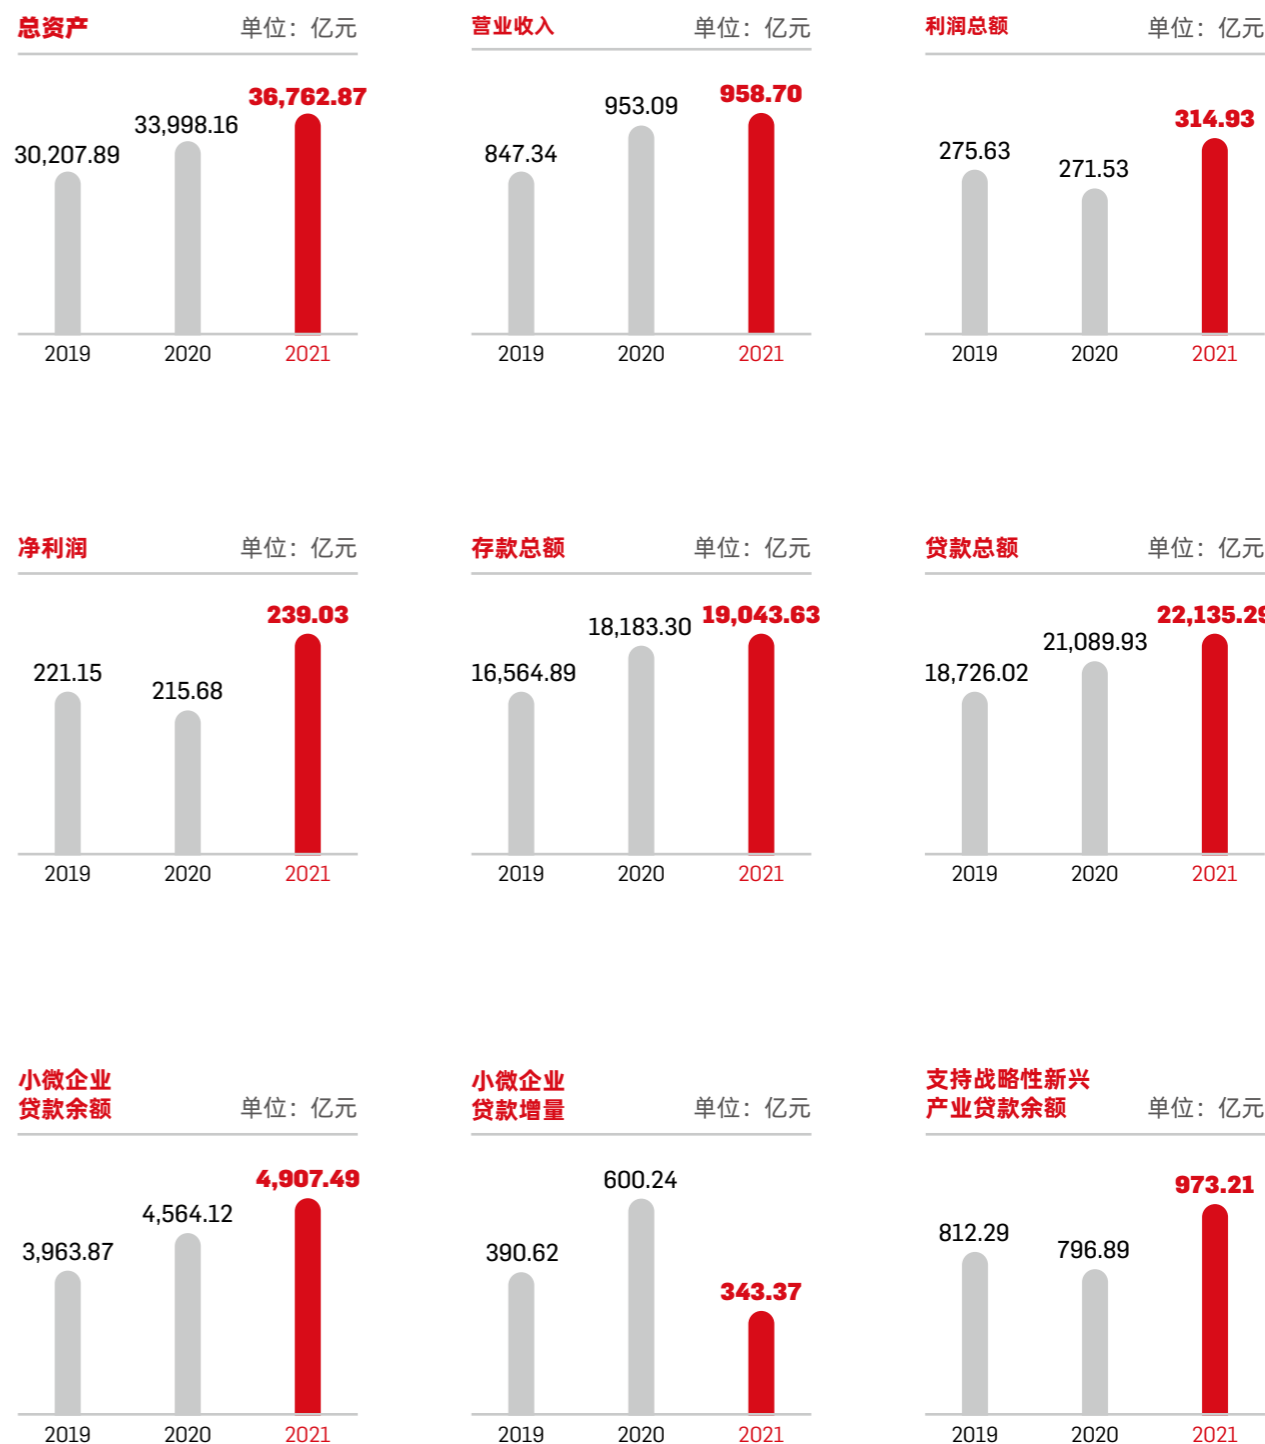 总资产 单位：亿元
36,762.87
33,998.16
30,207.89
2019 2020 2021
营业收入 单位：亿元
958.70
953.09
847.34
2019 2020 2021
利润总额 单位：亿元
314.93
275.63
271.53
2019 2020 2021
净利润 单位：亿元
239.03
221.15
215.68
2019 2020 2021
存款总额 单位：亿元
19,043.63
18,183.30
16,564.89
2019 2020 2021
贷款总额 单位：亿元
22,135.29
21,089.93
18,726.02
2019 2020 2021
小微企业
贷款余额 单位：亿元
4,907.49
4,564.12
3,963.87
2019 2020 2021
小微企业
贷款增量 单位：亿元
600.24
390.62
343.37
2019 2020 2021
支持战略性新兴
产业贷款余额 单位：亿元
973.21
812.29
796.89
2019 2020 2021